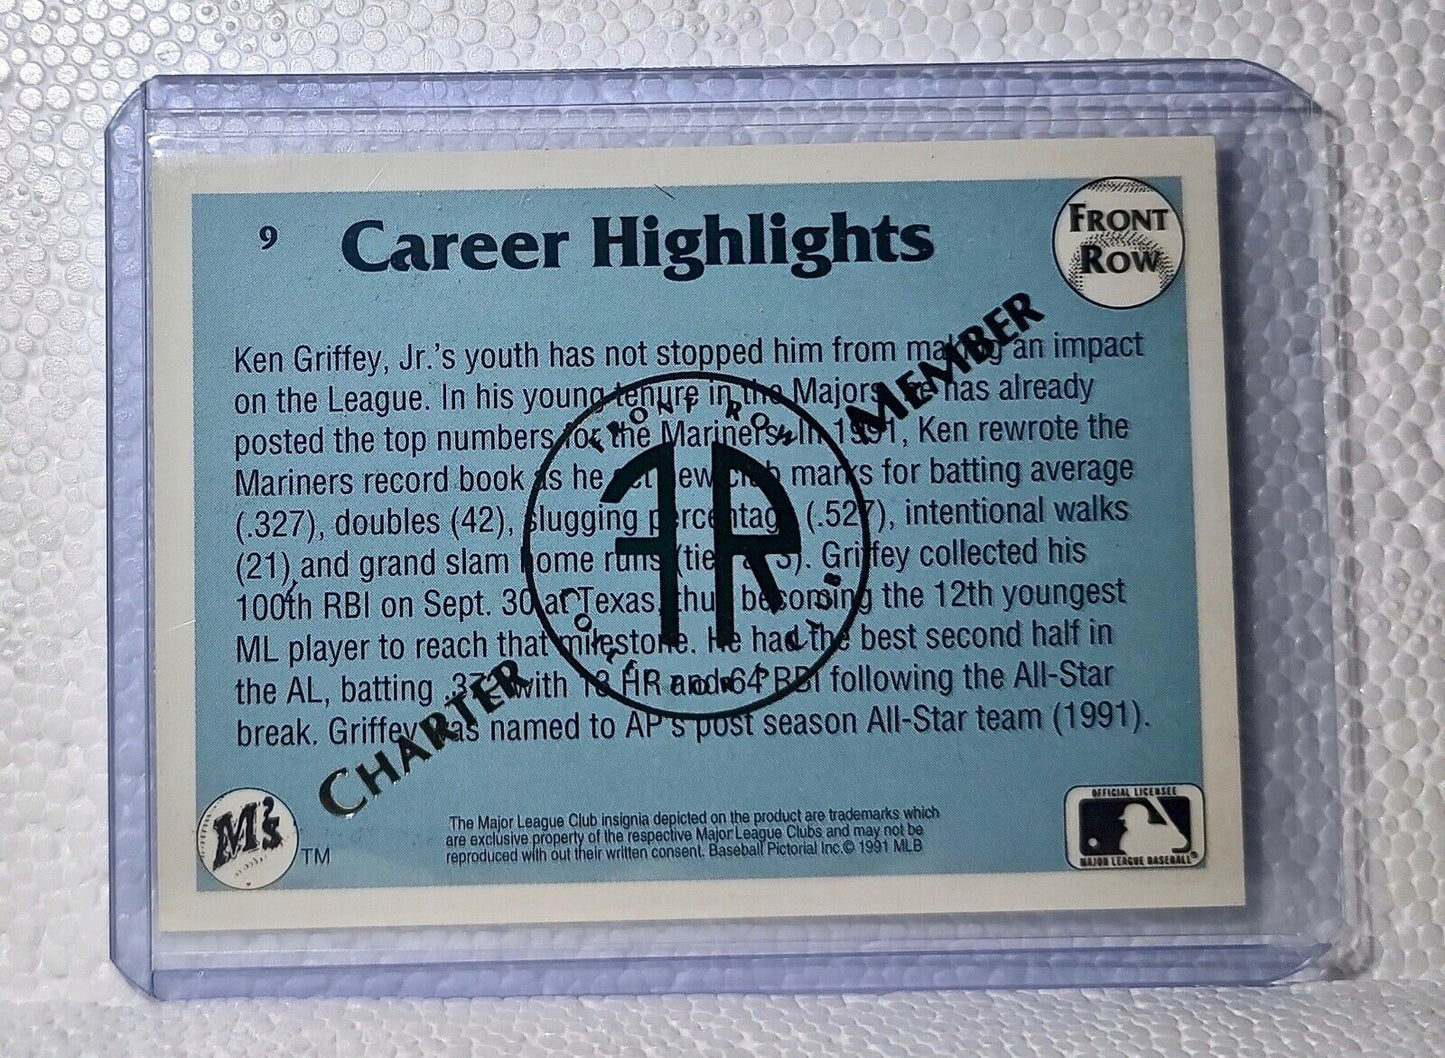 9
Career Highlights
FRONT
ROW
Ken Griffey, Jr.'s youth has not stopped him from making an impact
on the League. In his young tenure in the Majors, he has already
posted the top numbers for the Mariners. In 1991, Ken rewrote the
Mariners record book as he set new club marks for batting average
(.327), doubles (42), slugging percentage (.527), intentional walks
(21) and grand slam home runs (tie 3). Griffey collected his
100th RBI on Sept. 30 at Texas, thus becoming the 12th youngest
ML player to reach that milestone. He had the best second half in
the AL, batting with HR and 64 RBI following the All-Star
break. Griffey was named to AP's post season All-Star team (1991).
CHARTER MEMBER
FRONT ROW
FR
COLLECTOR CLUB
M's
TM
The Major League Club insignia depicted on the product are trademarks which
are exclusive property of the respective Major League Clubs and may not be
reproduced with out their written consent. Baseball Pictorial Inc.© 1991 MLB
OFFICIAL LICENSEE
MAJOR LEAGUE BASEBALL®